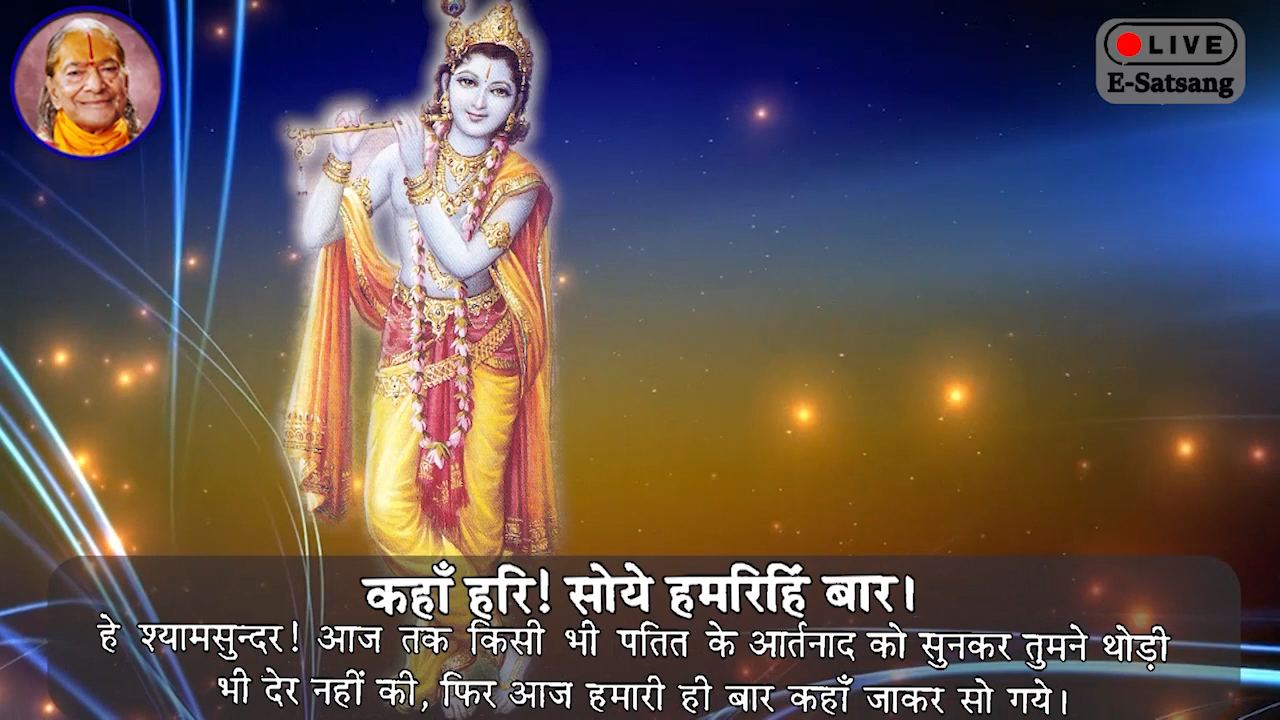 LIVE
E-Satsang
कहाँ हरि! सोये हमरिहिं बार।
हे श्यामसुन्दर! आज तक किसी भी पतित के आर्तनाद को सुनकर तुमने थोड़ी
भी देर नहीं की, फिर आज हमारी ही बार कहाँ जाकर सो गये।